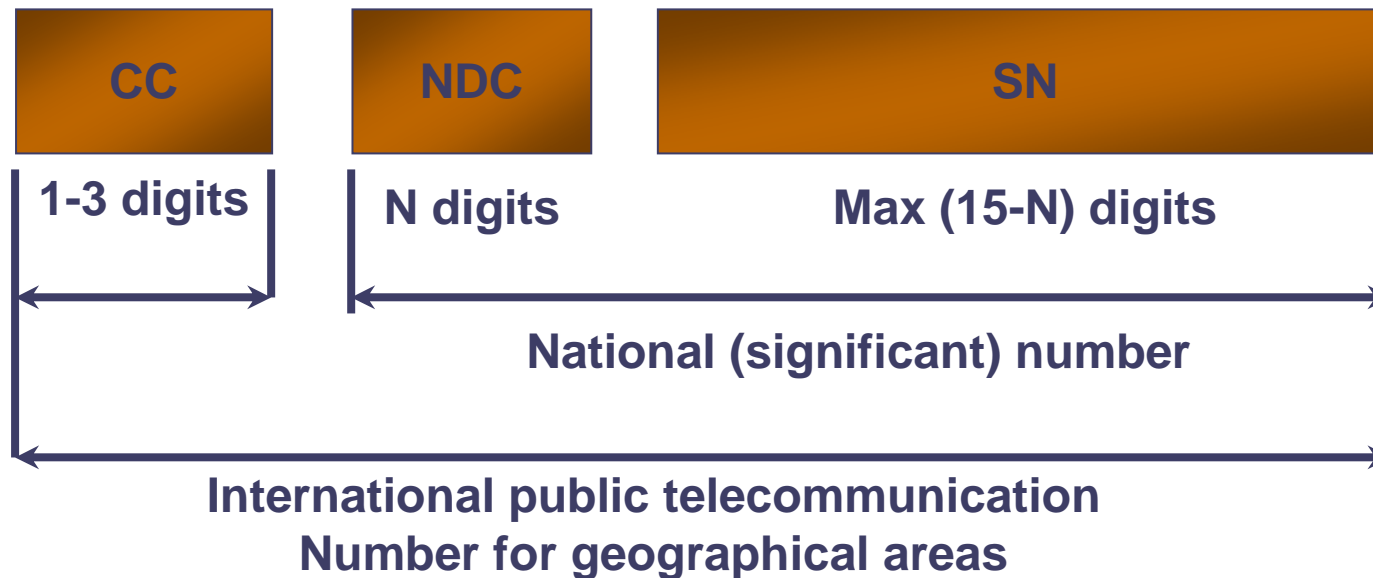 CC NDC SN
1-3 digits N digits Max (15-N) digits
National (significant) number
International public telecommunication
Number for geographical areas